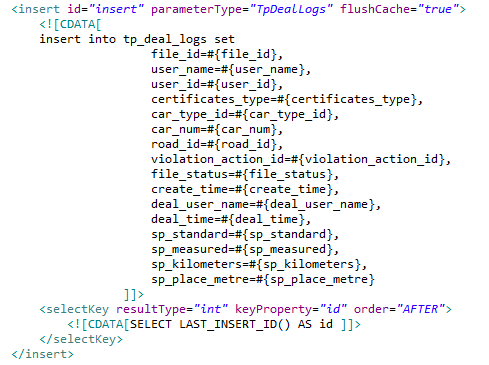 <insert id="insert" parameterType="TpDealLogs" flushCache="true">
<![CDATA[
insert into tp_deal_logs set
file_id=#{file_id},
user_name=#{user_name},
user_id=#{user_id},
certificates_type=#{certificates_type},
car_type_id=#{car_type_id},
car_num=#{car_num},
road_id=#{road_id},
violation_action_id=#{violation_action_id},
file_status=#{file_status},
create_time=#{create_time},
deal_user_name=#{deal_user_name},
deal_time=#{deal_time},
sp_standard=#{sp_standard},
sp_measured=#{sp_measured},
sp_kilometers=#{sp_kilometers},
sp_place_metre=#{sp_place_metre}
]]>
<selectKey resultType="int" keyProperty="id" order="AFTER">
<![CDATA[SELECT LAST_INSERT_ID() AS id ]]>
</selectKey>
</insert>